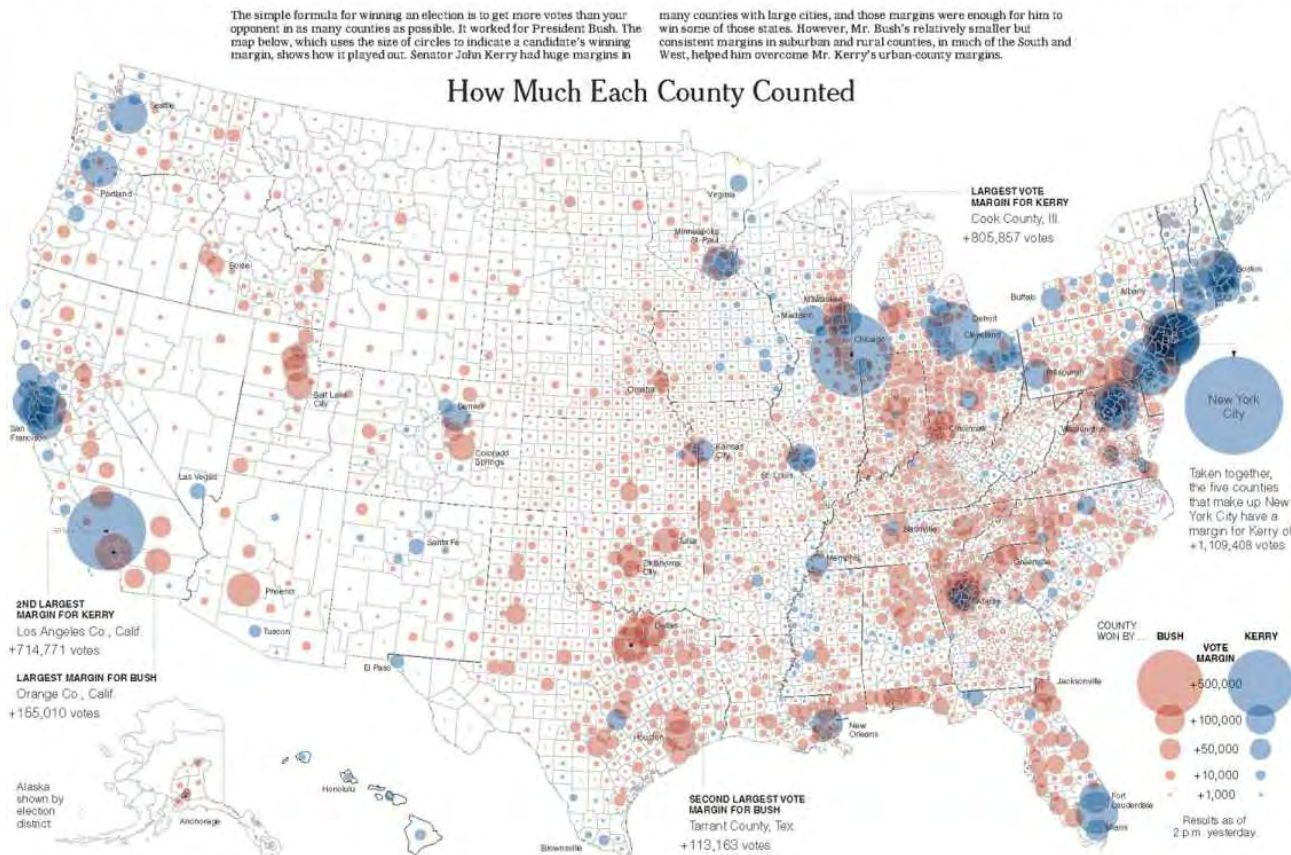 The simple formula for winning an election is to get more votes than your
opponent in as many counties as possible. It worked for President Bush. The
map below, which uses the size of circles to indicate a candidate's winning
margin, shows how it played out. Senator John Kerry had huge margins in
many counties with large cities, and those margins were enough for him to
win some of those states. However, Mr. Bush's relatively smaller but
consistent margins in suburban and rural counties, in much of the South and
West, helped him overcome Mr. Kerry's urban-county margins.
How Much Each County Counted
Seattle
Portland
Boise
Salt Lake
City
San
Francisco
Las Vegas
Denver
Colorado
Springs
Santa Fe
Phoenix
Tucson
El Paso
Virginia
Minneapolis
St. Paul
Omaha
Kansas
City
St. Louis
Tulsa
Oklahoma
City
Dallas
Houston
Brownsville
Milwaukee
Madison
Chicago
Detroit
Cleveland
Cincinnati
Pittsburgh
Buffalo
Albany
Boston
Washington
Nashville
Memphis
Greenville
Atlanta
New
Orleans
Jacksonville
Fort
Lauderdale
Miami
LARGEST VOTE
MARGIN FOR KERRY
Cook County, Ill.
+805,857 votes
New York
City
Taken together,
the five counties
that make up New
York City have a
margin for Kerry of
+1,109,408 votes
2ND LARGEST
MARGIN FOR KERRY
Los Angeles Co., Calif.
+714,771 votes
LARGEST MARGIN FOR BUSH
Orange Co., Calif.
+165,010 votes
SECOND LARGEST VOTE
MARGIN FOR BUSH
Tarrant County, Tex.
+113,163 votes
Alaska
shown by
election
district
Anchorage
Honolulu
COUNTY
WON BY ... BUSH VOTE MARGIN KERRY
+500,000
+100,000
+50,000
+10,000
+1,000
Results as of
2 p.m. yesterday.